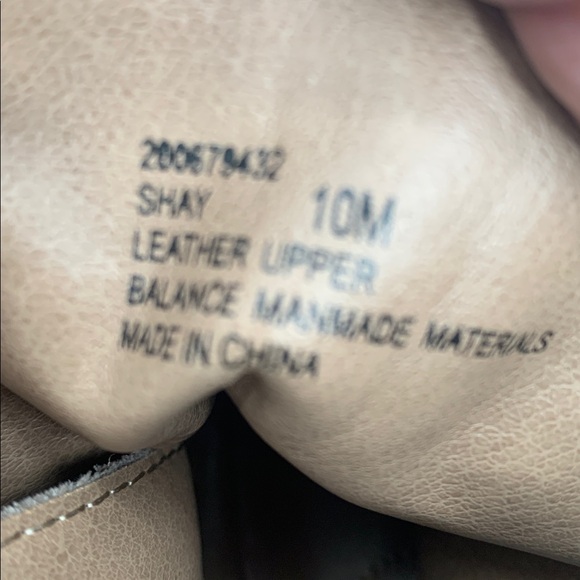 200679432
SHAY 10M
LEATHER UPPER
BALANCE MANMADE MATERIALS
MADE IN CHINA